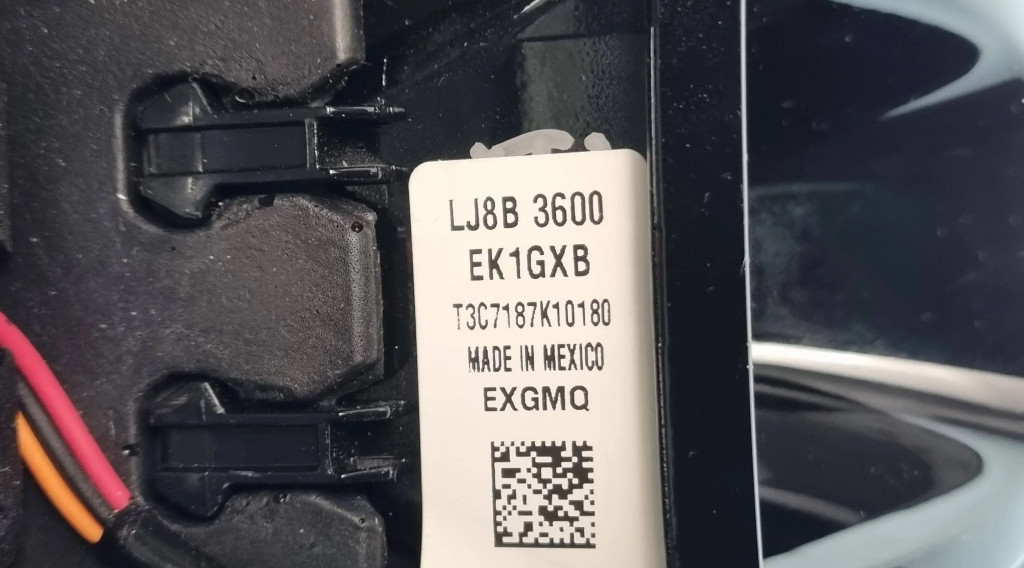 LJ8B 3600
EK1GXB
T3C7187K10180
MADE IN MEXICO
EXGMQ